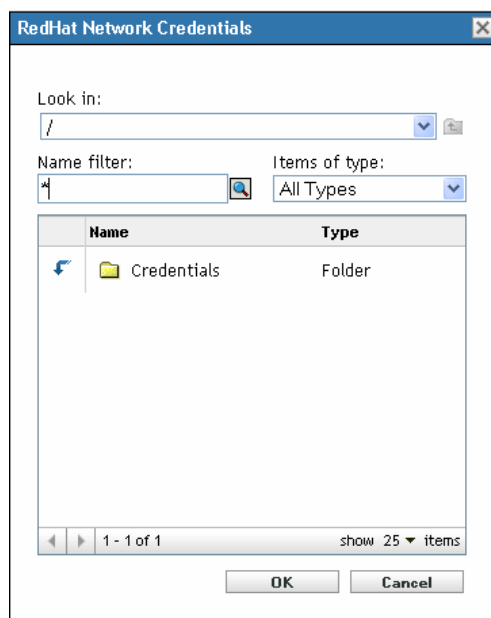 RedHat Network Credentials
Look in:
/
Name filter: Items of type:
* All Types
Name Type
Credentials Folder
1 - 1 of 1 show 25 items
OK Cancel